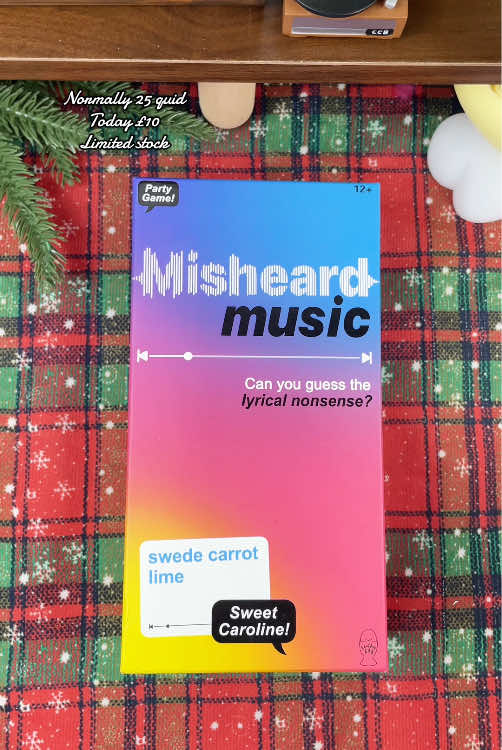 CCB
Normally 25 quid
Today £10
Limited stock
Party
Game!
12+
Misheard
music
Can you guess the
lyrical nonsense?
swede carrot
lime
Sweet
Caroline!